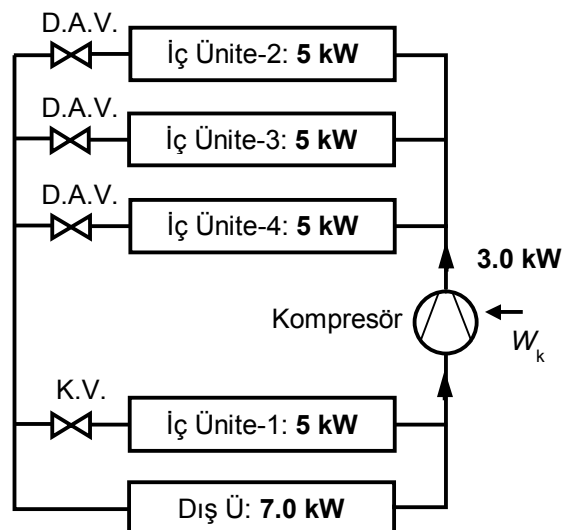 D.A.V.
İç Ünite-2: 5 kW
D.A.V.
İç Ünite-3: 5 kW
D.A.V.
İç Ünite-4: 5 kW
3.0 kW
Kompresör
Wk
K.V.
İç Ünite-1: 5 kW
Dış Ü: 7.0 kW